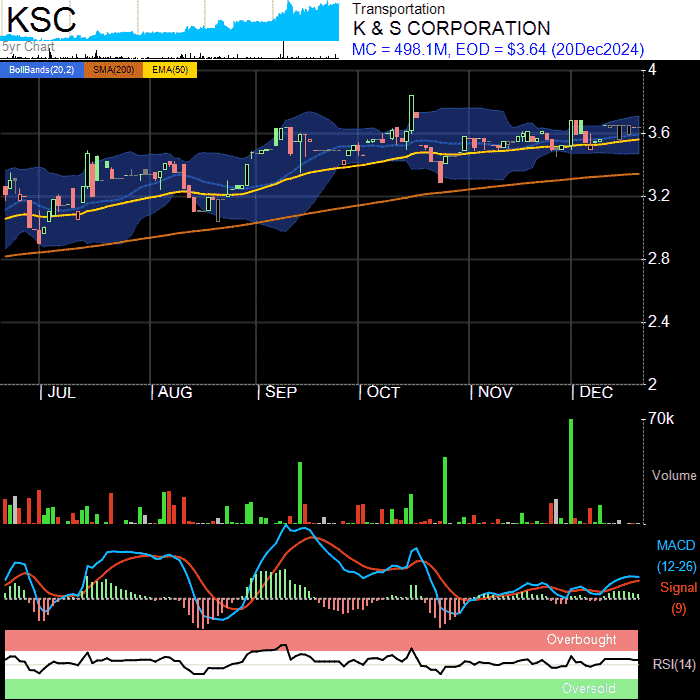 KSC
5yr Chart
Transportation
K & S CORPORATION
MC = 498.1M, EOD = $3.64 (20Dec2024)
BollBands(20,2) SMA(200) EMA(50)
4
3.6
3.2
2.8
2.4
2
JUL AUG SEP OCT NOV DEC
70k
Volume
MACD
(12-26)
Signal
(9)
Overbought
RSI(14)
Oversold